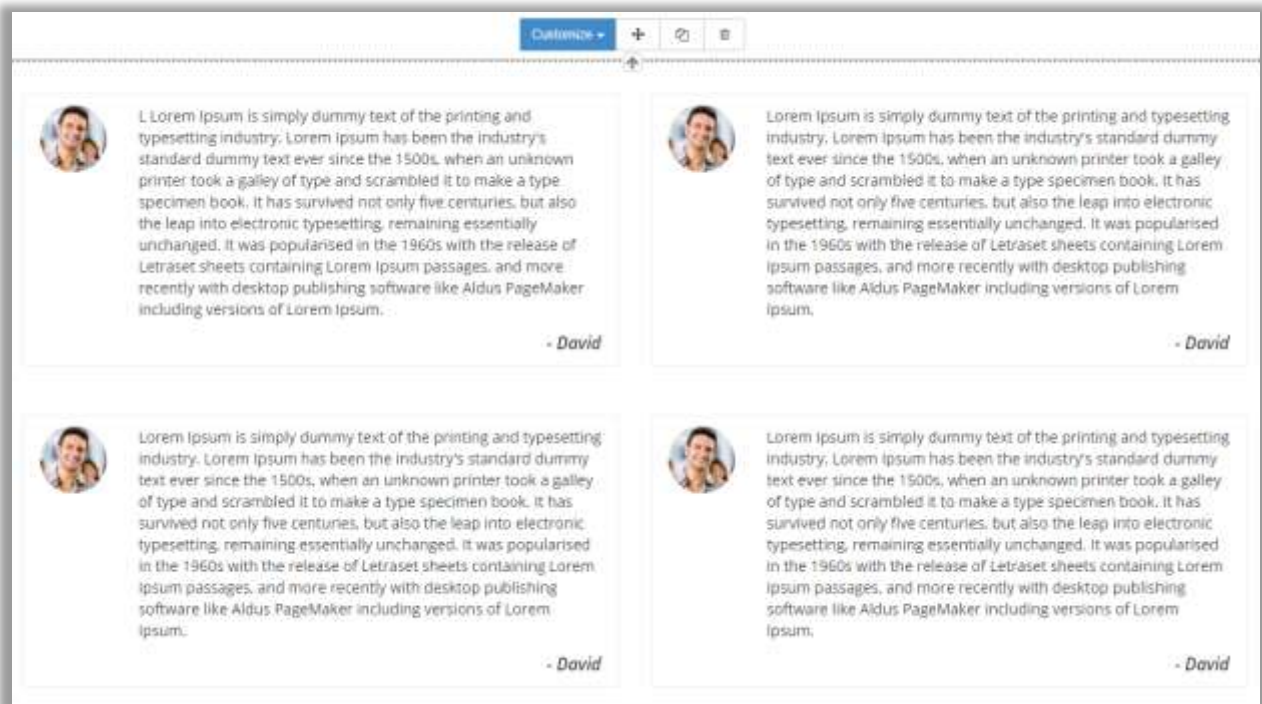 Customize
L Lorem Ipsum is simply dummy text of the printing and
typesetting industry. Lorem Ipsum has been the industry's
standard dummy text ever since the 1500s, when an unknown
printer took a galley of type and scrambled it to make a type
specimen book. It has survived not only five centuries, but also
the leap into electronic typesetting, remaining essentially
unchanged. It was popularised in the 1960s with the release of
Letraset sheets containing Lorem Ipsum passages, and more
recently with desktop publishing software like Aldus PageMaker
including versions of Lorem Ipsum.
- David
Lorem Ipsum is simply dummy text of the printing and typesetting
industry. Lorem Ipsum has been the industry's standard dummy
text ever since the 1500s, when an unknown printer took a galley
of type and scrambled it to make a type specimen book. It has
survived not only five centuries, but also the leap into electronic
typesetting, remaining essentially unchanged. It was popularised
in the 1960s with the release of Letraset sheets containing Lorem
Ipsum passages, and more recently with desktop publishing
software like Aldus PageMaker including versions of Lorem
Ipsum.
- David
Lorem Ipsum is simply dummy text of the printing and typesetting
industry. Lorem Ipsum has been the industry's standard dummy
text ever since the 1500s, when an unknown printer took a galley
of type and scrambled it to make a type specimen book. It has
survived not only five centuries, but also the leap into electronic
typesetting, remaining essentially unchanged. It was popularised
in the 1960s with the release of Letraset sheets containing Lorem
Ipsum passages, and more recently with desktop publishing
software like Aldus PageMaker including versions of Lorem
Ipsum.
- David
Lorem Ipsum is simply dummy text of the printing and typesetting
industry. Lorem Ipsum has been the industry's standard dummy
text ever since the 1500s, when an unknown printer took a galley
of type and scrambled it to make a type specimen book. It has
survived not only five centuries, but also the leap into electronic
typesetting, remaining essentially unchanged. It was popularised
in the 1960s with the release of Letraset sheets containing Lorem
Ipsum passages, and more recently with desktop publishing
software like Aldus PageMaker including versions of Lorem
Ipsum.
- David